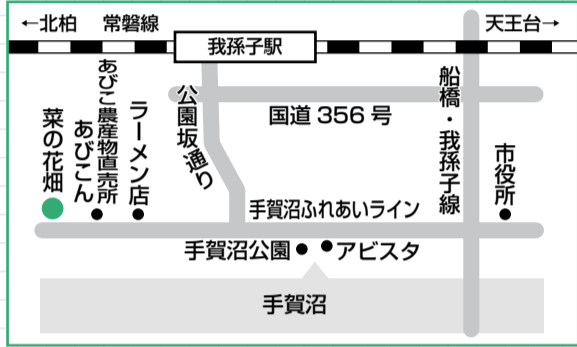 ←北柏 常磐線
天王台→
我孫子駅
国道 356 号
公園坂通り
船橋・我孫子線
市役所
菜の花畑
あびこ農産物直売所
あびこん
ラーメン店
手賀沼ふれあいライン
手賀沼公園
アビスタ
手賀沼